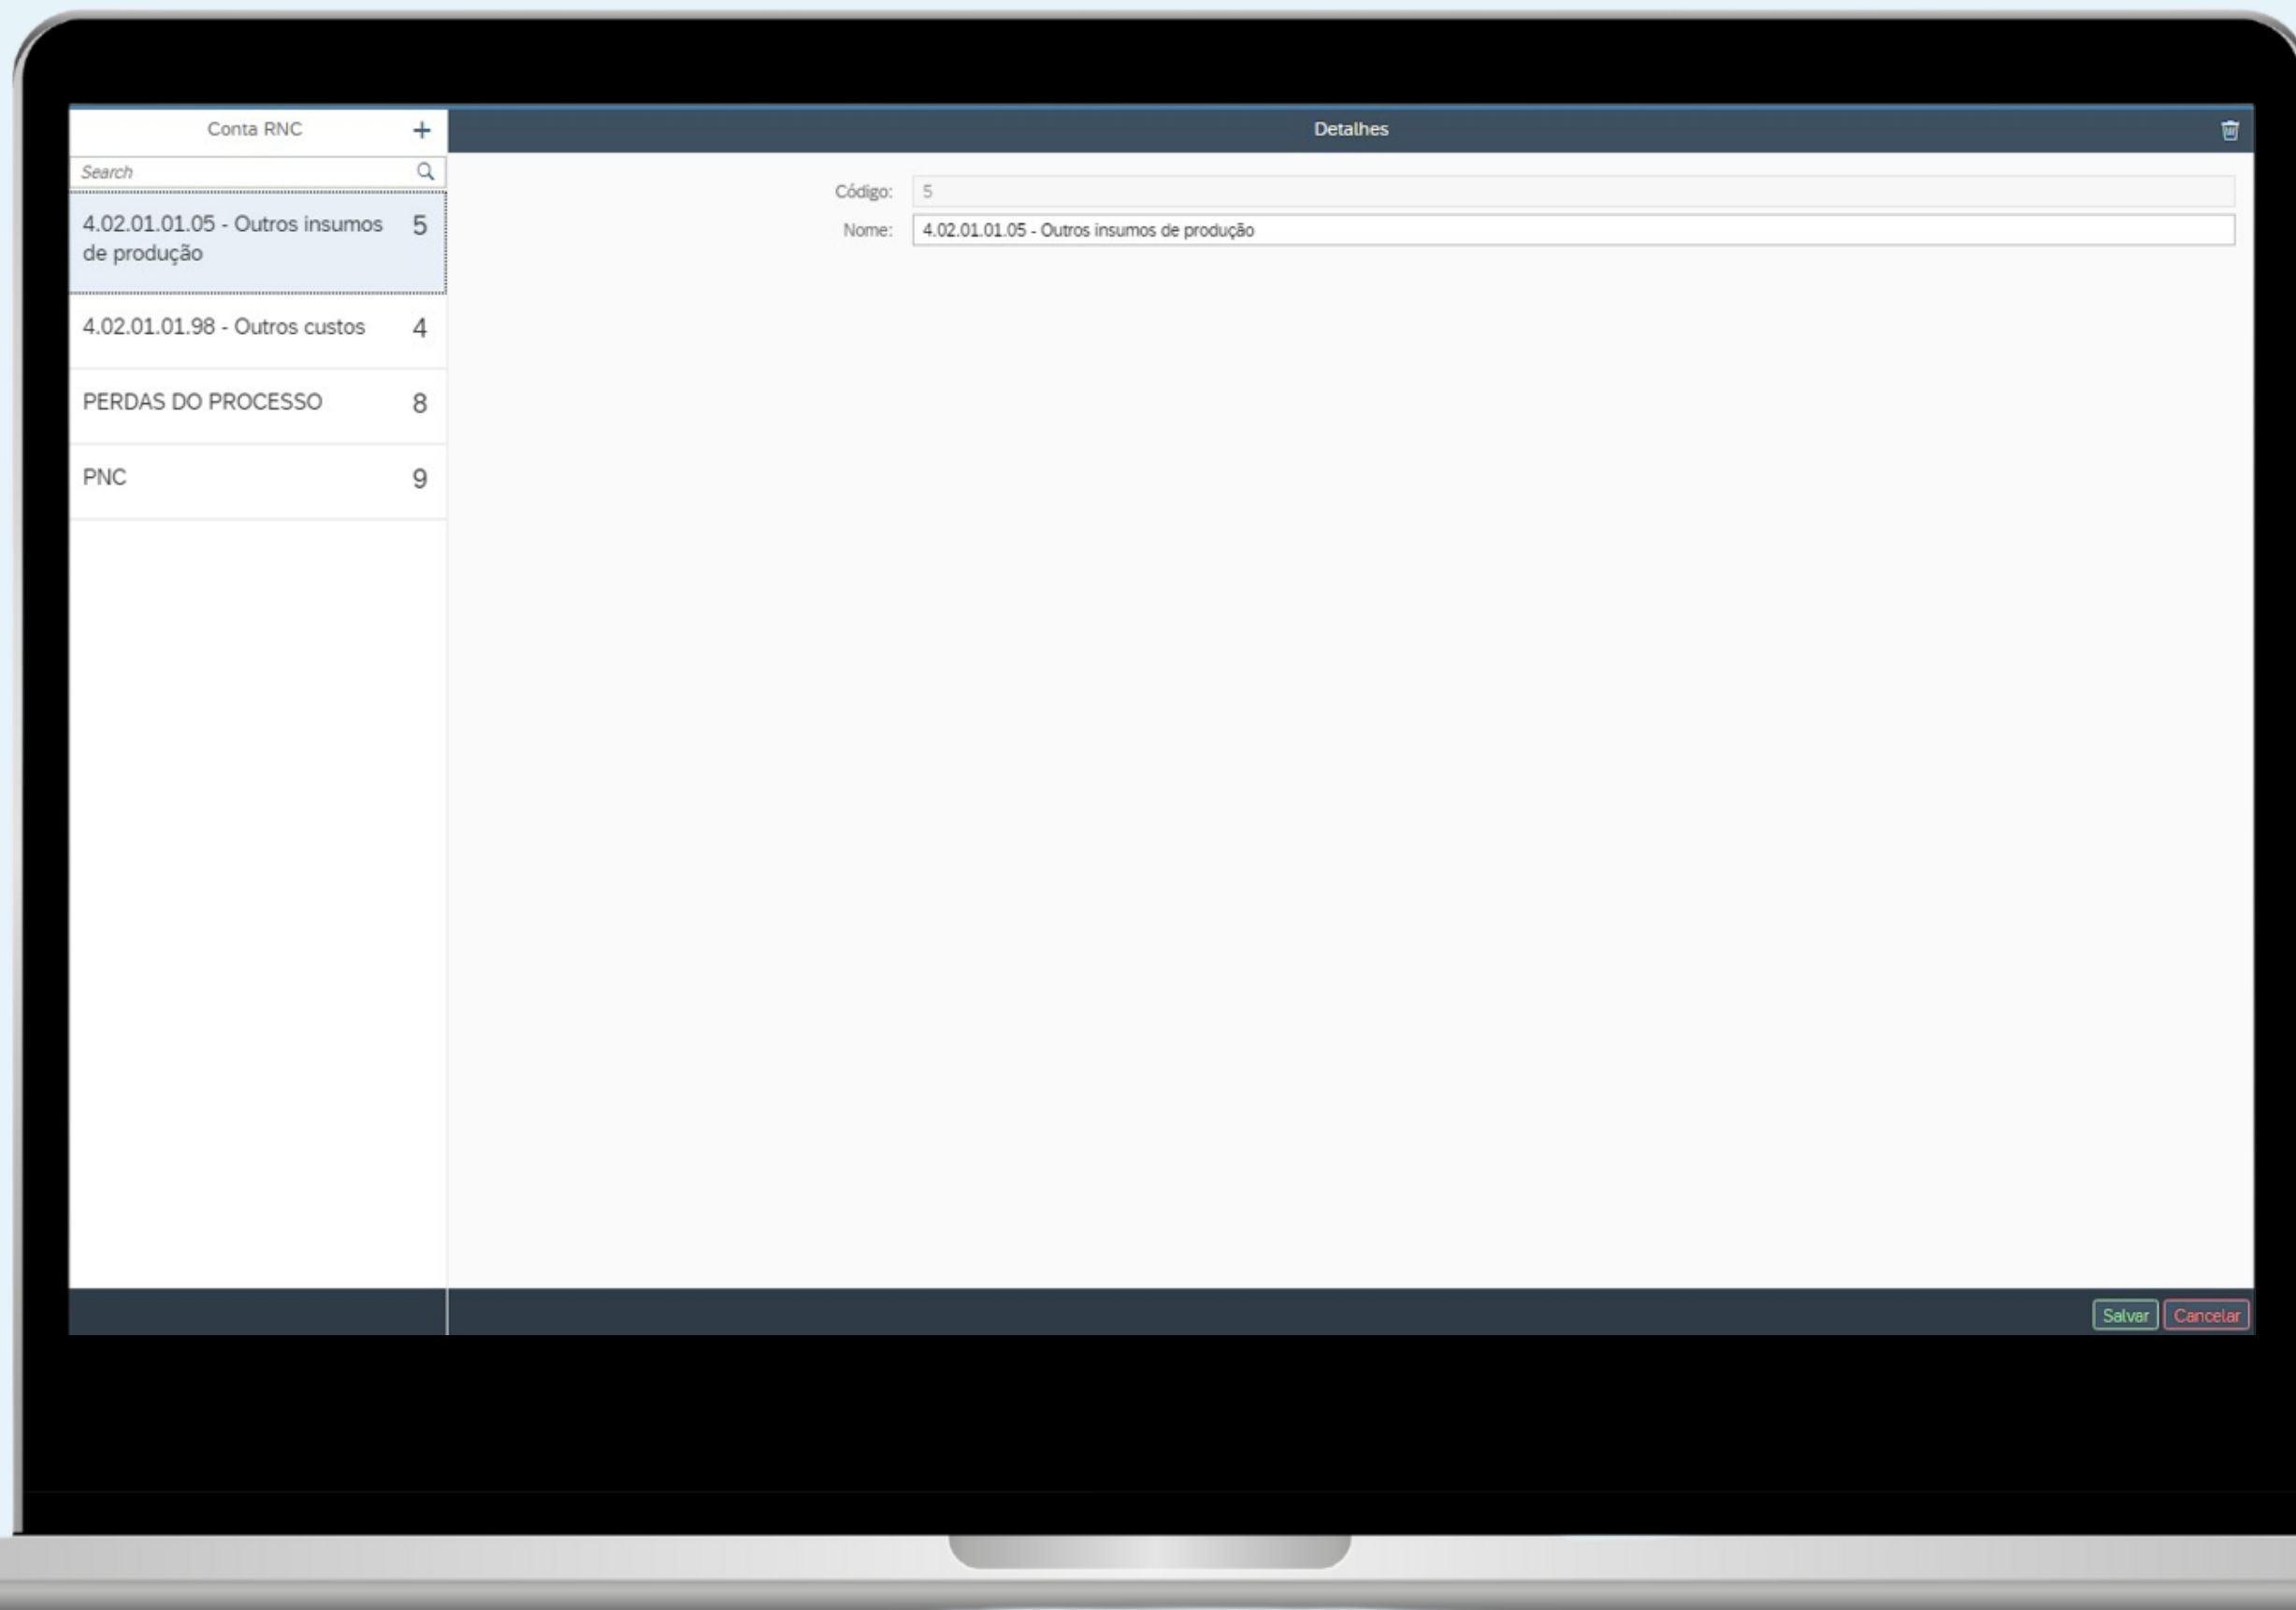 Conta RNC
Detalhes
Search
4.02.01.01.05 - Outros insumos
de produção
5
4.02.01.01.98 - Outros custos
4
PERDAS DO PROCESSO
8
PNC
9
Código:
5
Nome:
4.02.01.01.05 - Outros insumos de produção
Salvar
Cancelar